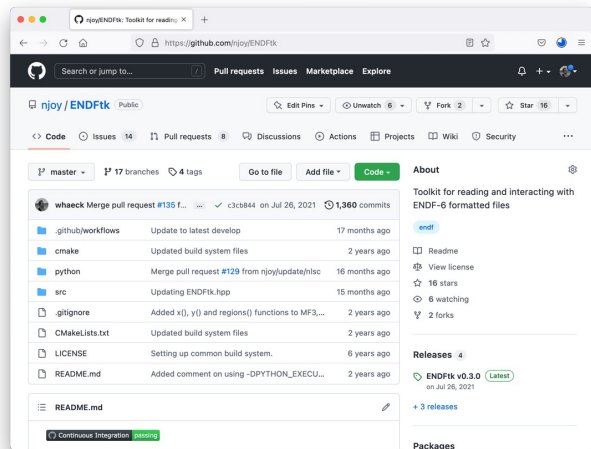 njoy/ENDFtk: Toolkit for reading
https://github.com/njoy/ENDFtk
Search or jump to... / Pull requests Issues Marketplace Explore
njoy / ENDFtk Public Edit Pins Unwatch 6 Fork 2 Star 16
Code Issues 14 Pull requests 8 Discussions Actions Projects Wiki Security ...
master 17 branches 4 tags Go to file Add file Code
whaeck Merge pull request #135 f... ... c3cb844 on Jul 26, 2021 1,360 commits
.github/workflows Update to latest develop 17 months ago
cmake Updated build system files 2 years ago
python Merge pull request #129 from njoy/update/nlsc 16 months ago
src Updating ENDFtk.hpp 15 months ago
.gitignore Added x(), y() and regions() functions to MF3,... 2 years ago
CMakeLists.txt Updated build system files 2 years ago
LICENSE Setting up common build system. 6 years ago
README.md Added comment on using -DPYTHON_EXECU... 2 years ago
README.md
Continuous Integration passing
About
Toolkit for reading and interacting with
ENDF-6 formatted files
endf
Readme
View license
16 stars
6 watching
2 forks
Releases 4
ENDFtk v0.3.0 Latest
on Jul 26, 2021
+ 3 releases
Packages